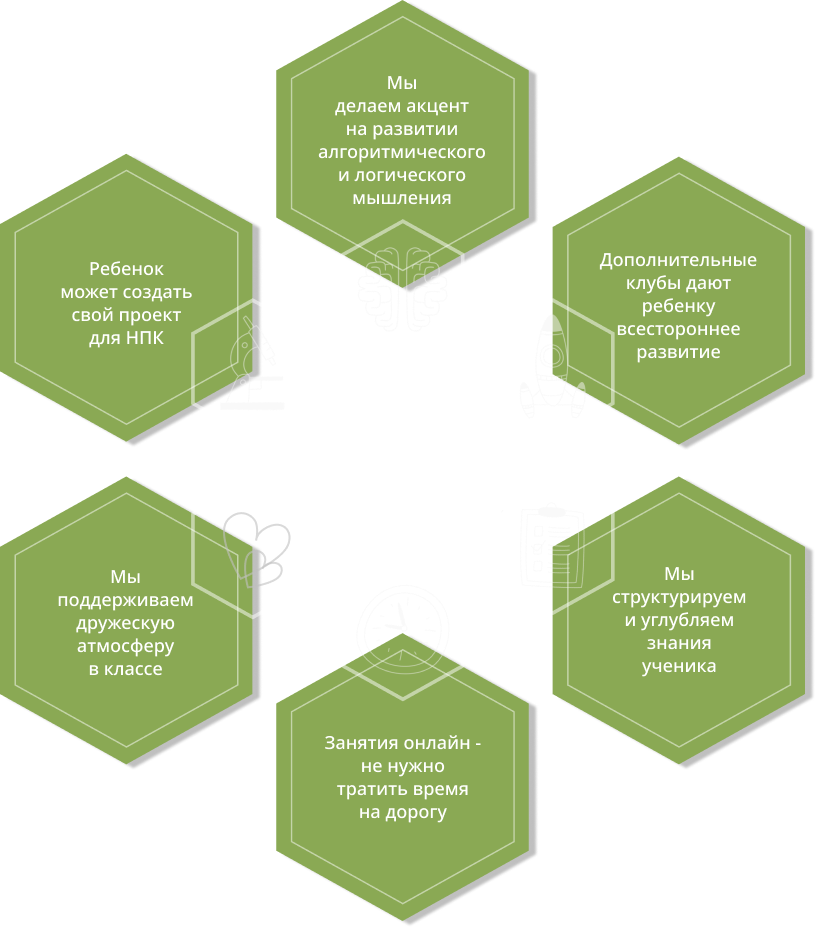 Мы
делаем акцент
на развитии
алгоритмического
и логического
мышления
Ребенок
может создать
свой проект
для НПК
Дополнительные
клубы дают
ребенку
всестороннее
развитие
Мы
поддерживаем
дружескую
атмосферу
в классе
Мы
структурируем
и углубляем
знания
ученика
Занятия онлайн -
не нужно
тратить время
на дорогу